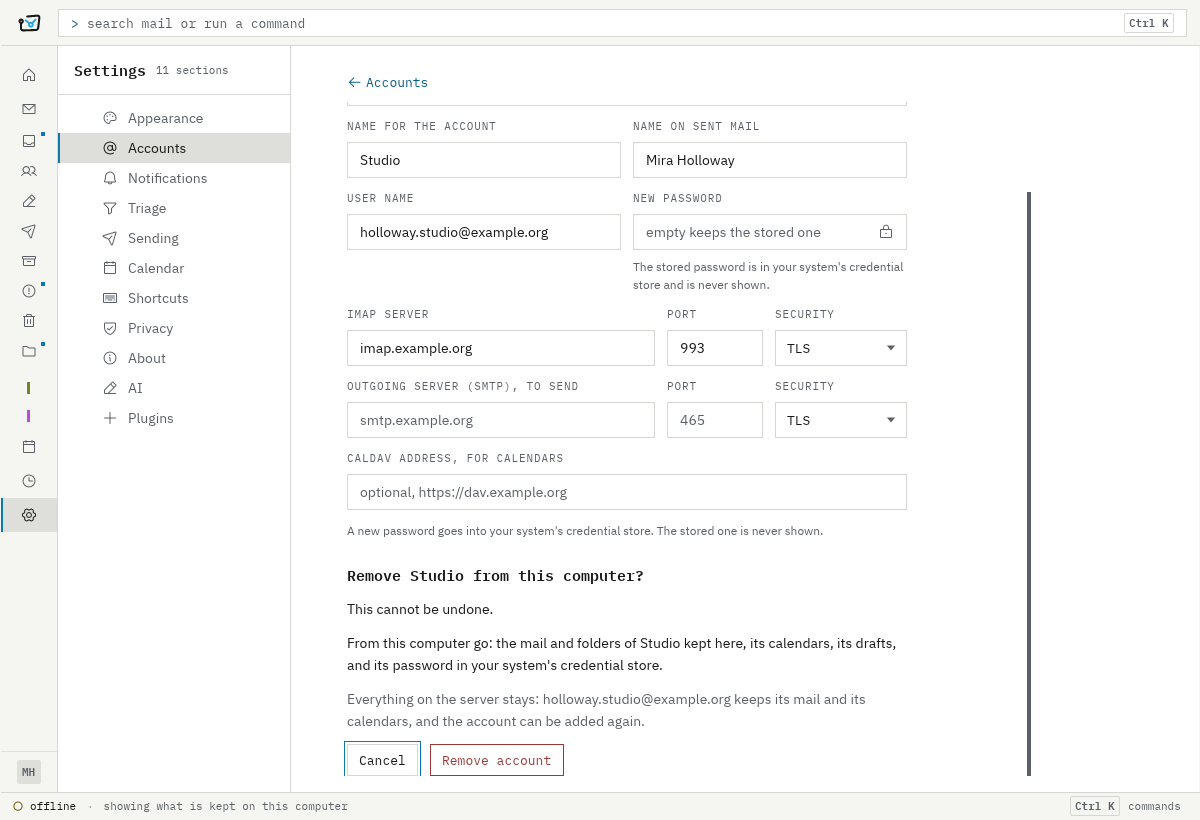 > search mail or run a command
Ctrl K
Settings 11 sections
Appearance
Accounts
Notifications
Triage
Sending
Calendar
Shortcuts
Privacy
About
AI
Plugins
MH
← Accounts
NAME FOR THE ACCOUNT
NAME ON SENT MAIL
Studio
Mira Holloway
USER NAME
NEW PASSWORD
holloway.studio@example.org
empty keeps the stored one
The stored password is in your system's credential
store and is never shown.
IMAP SERVER
PORT
SECURITY
imap.example.org
993
TLS
OUTGOING SERVER (SMTP), TO SEND
PORT
SECURITY
smtp.example.org
465
TLS
CALDAV ADDRESS, FOR CALENDARS
optional, https://dav.example.org
A new password goes into your system's credential store. The stored one is never shown.
Remove Studio from this computer?
This cannot be undone.
From this computer go: the mail and folders of Studio kept here, its calendars, its drafts,
and its password in your system's credential store.
Everything on the server stays: holloway.studio@example.org keeps its mail and its
calendars, and the account can be added again.
Cancel
Remove account
offline · showing what is kept on this computer
Ctrl K commands